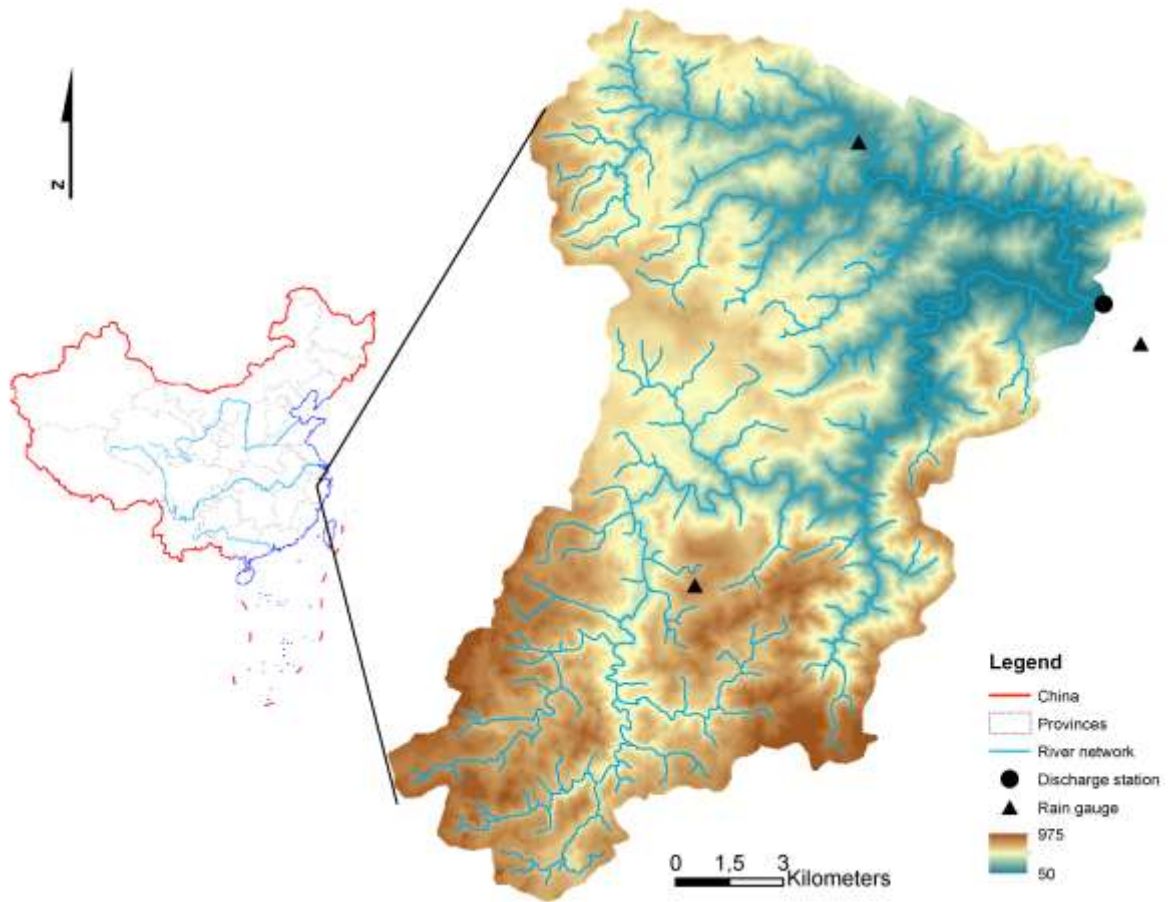 N
Legend
China
Provinces
River network
Discharge station
Rain gauge
975
50
0 1,5 3
Kilometers